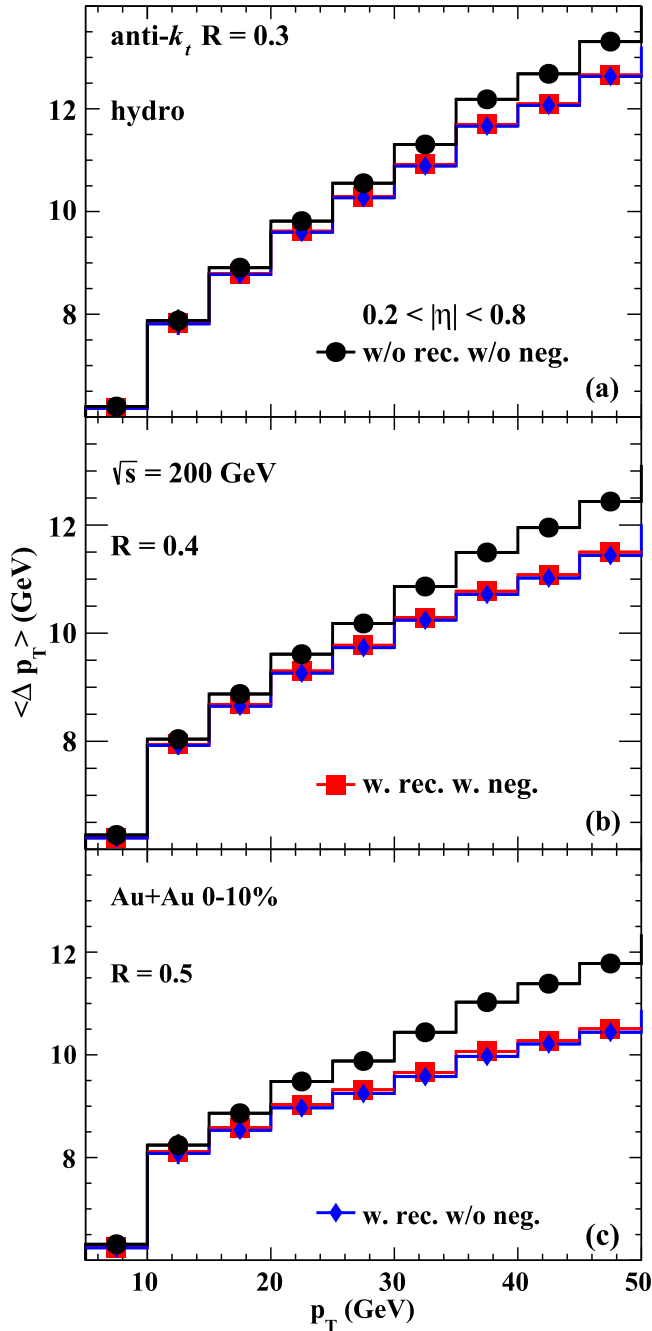 anti-k_t R = 0.3
hydro
12
10
8
0.2 < |η| < 0.8
w/o rec. w/o neg.
(a)
√s = 200 GeV
R = 0.4
12
10
8
<Δ p_T > (GeV)
w. rec. w. neg.
(b)
Au+Au 0-10%
R = 0.5
12
10
8
w. rec. w/o neg.
(c)
10 20 30 40 50
p_T (GeV)